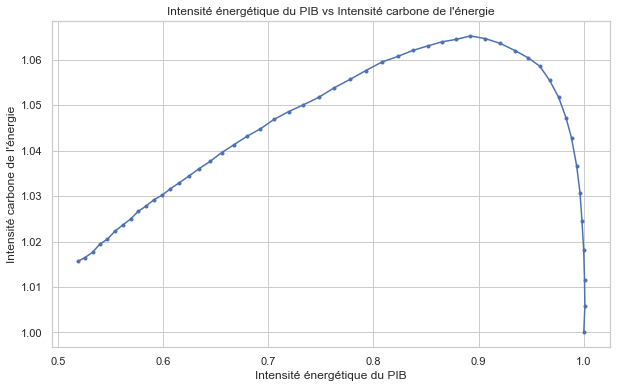 Intensité énergétique du PIB vs Intensité carbone de l'énergie
Intensité carbone de l'énergie
1.06
1.05
1.04
1.03
1.02
1.01
1.00
0.5 0.6 0.7 0.8 0.9 1.0
Intensité énergétique du PIB